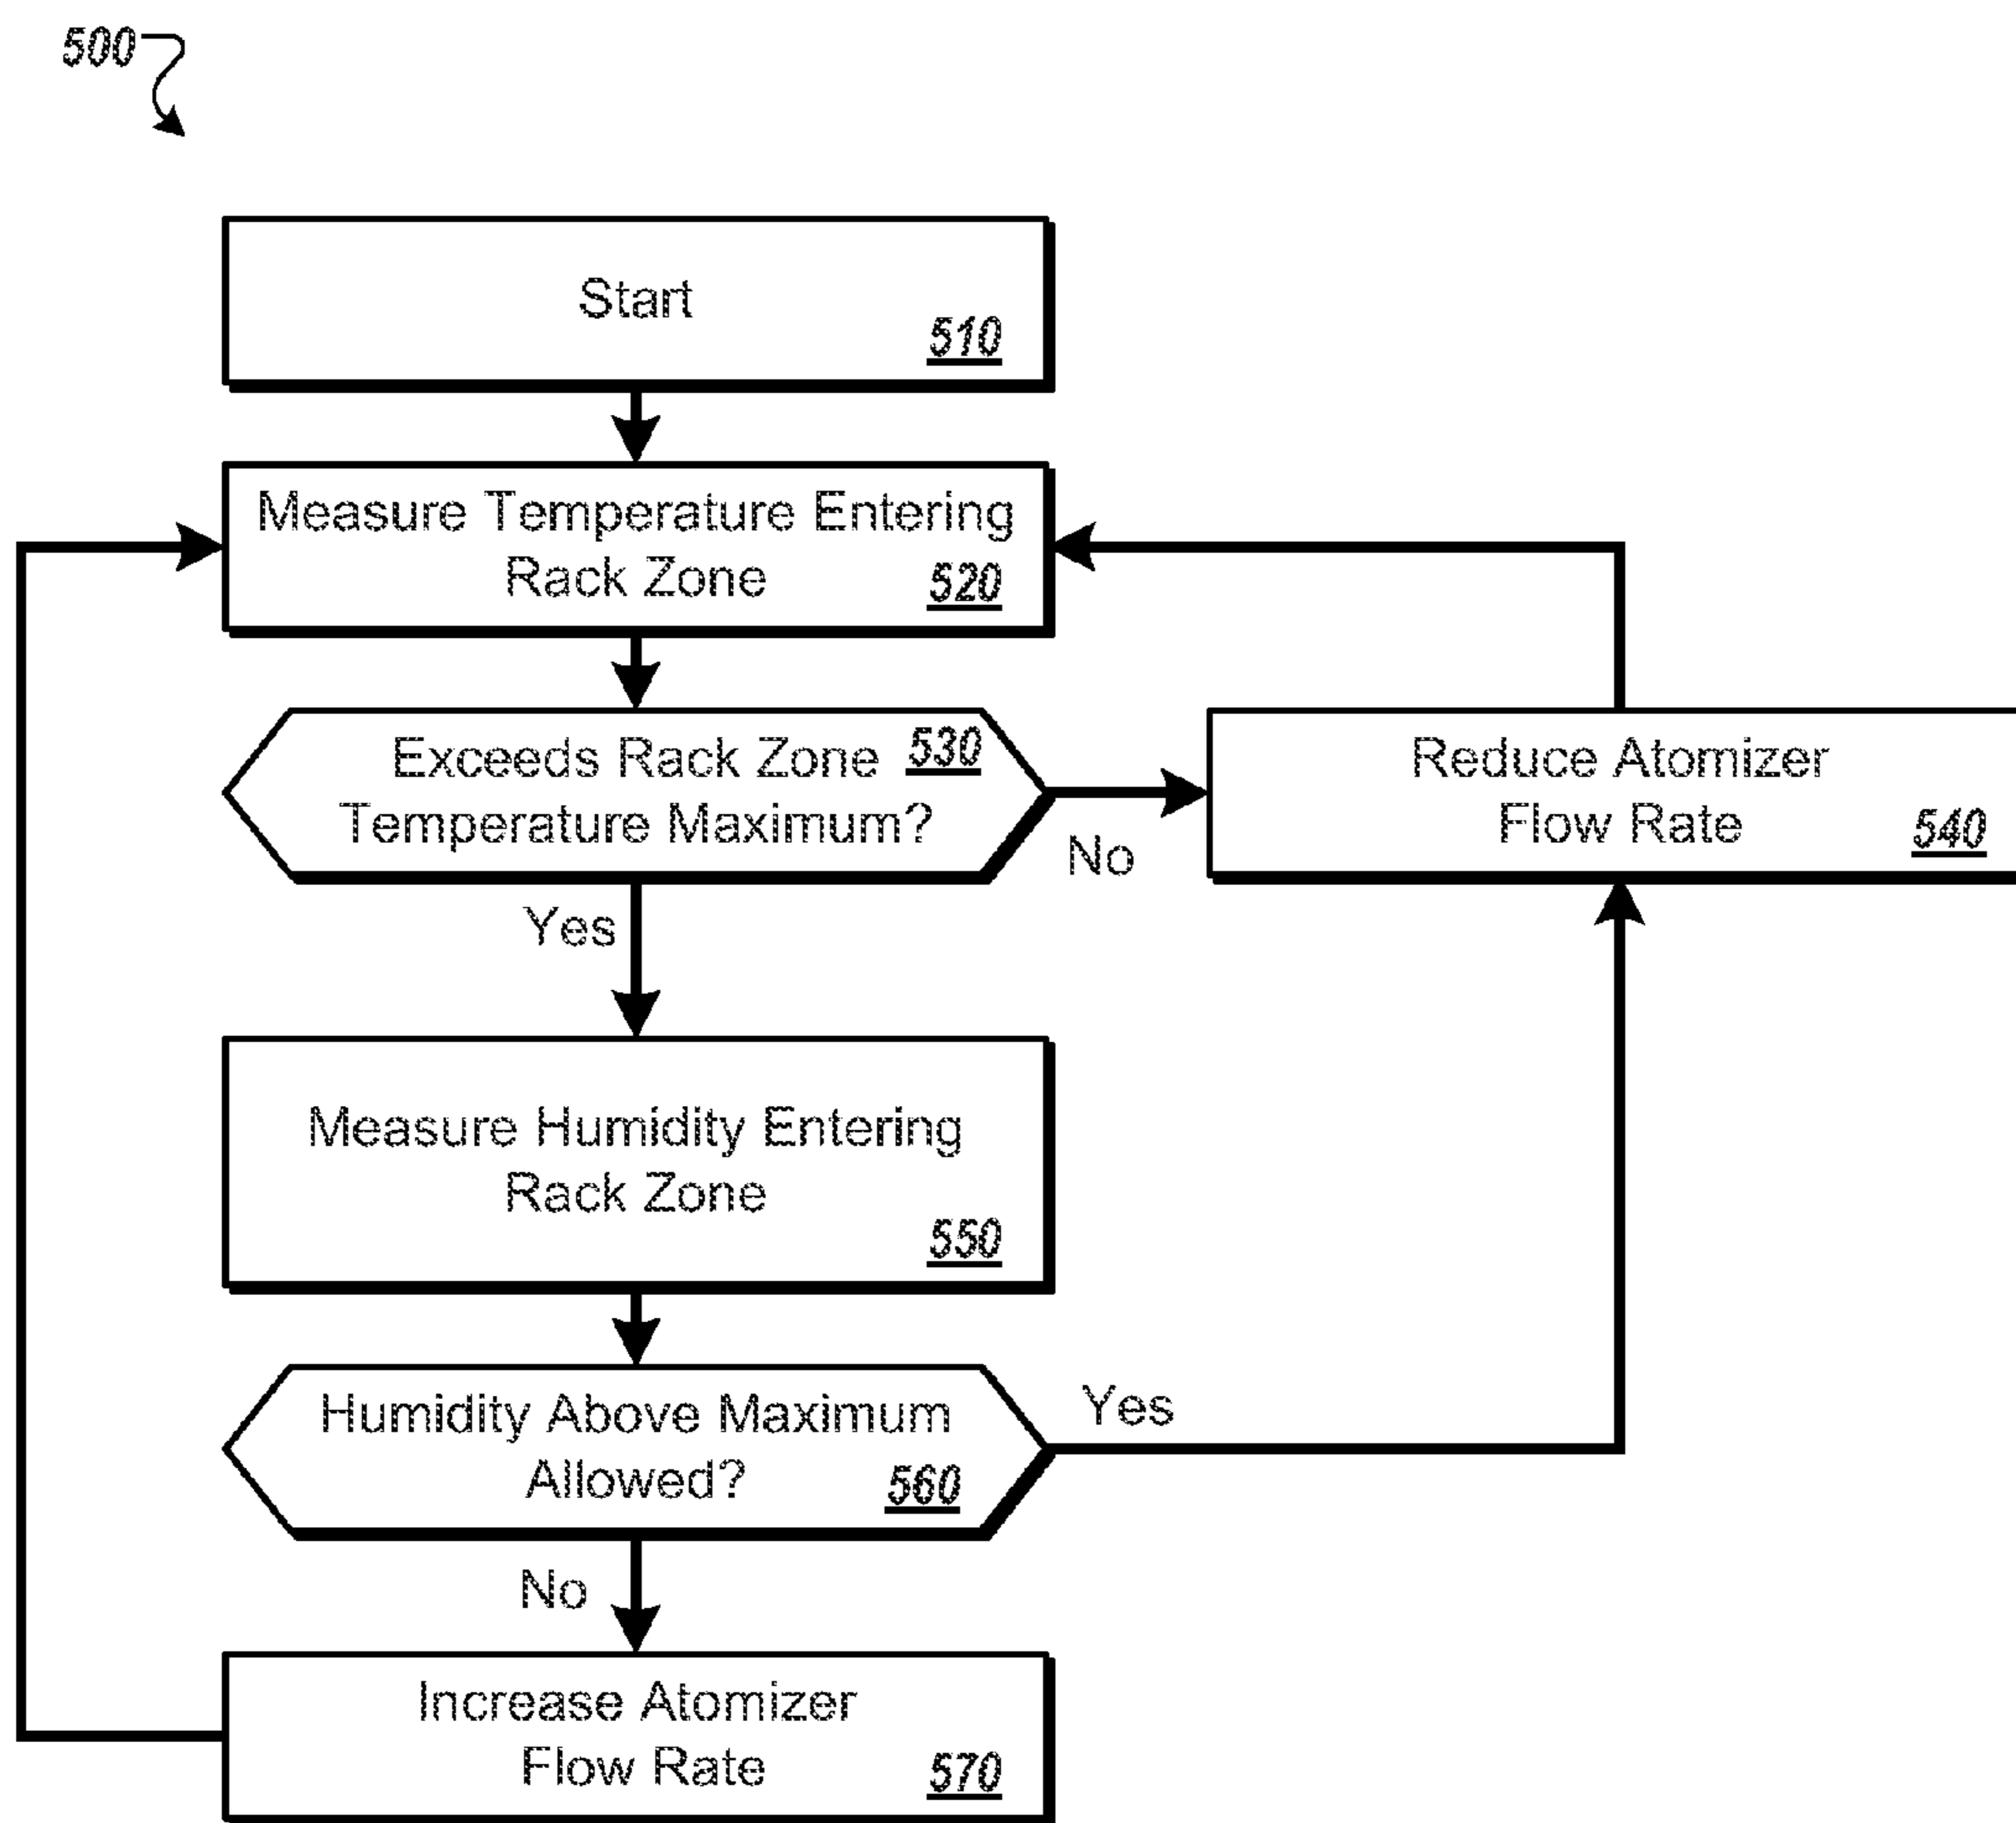 500
Start
510
Measure Temperature Entering
Rack Zone
520
Exceeds Rack Zone
530
Temperature Maximum?
No
Reduce Atomizer
Flow Rate
540
Yes
Measure Humidity Entering
Rack Zone
550
Humidity Above Maximum
Allowed?
560
Yes
No
Increase Atomizer
Flow Rate
570